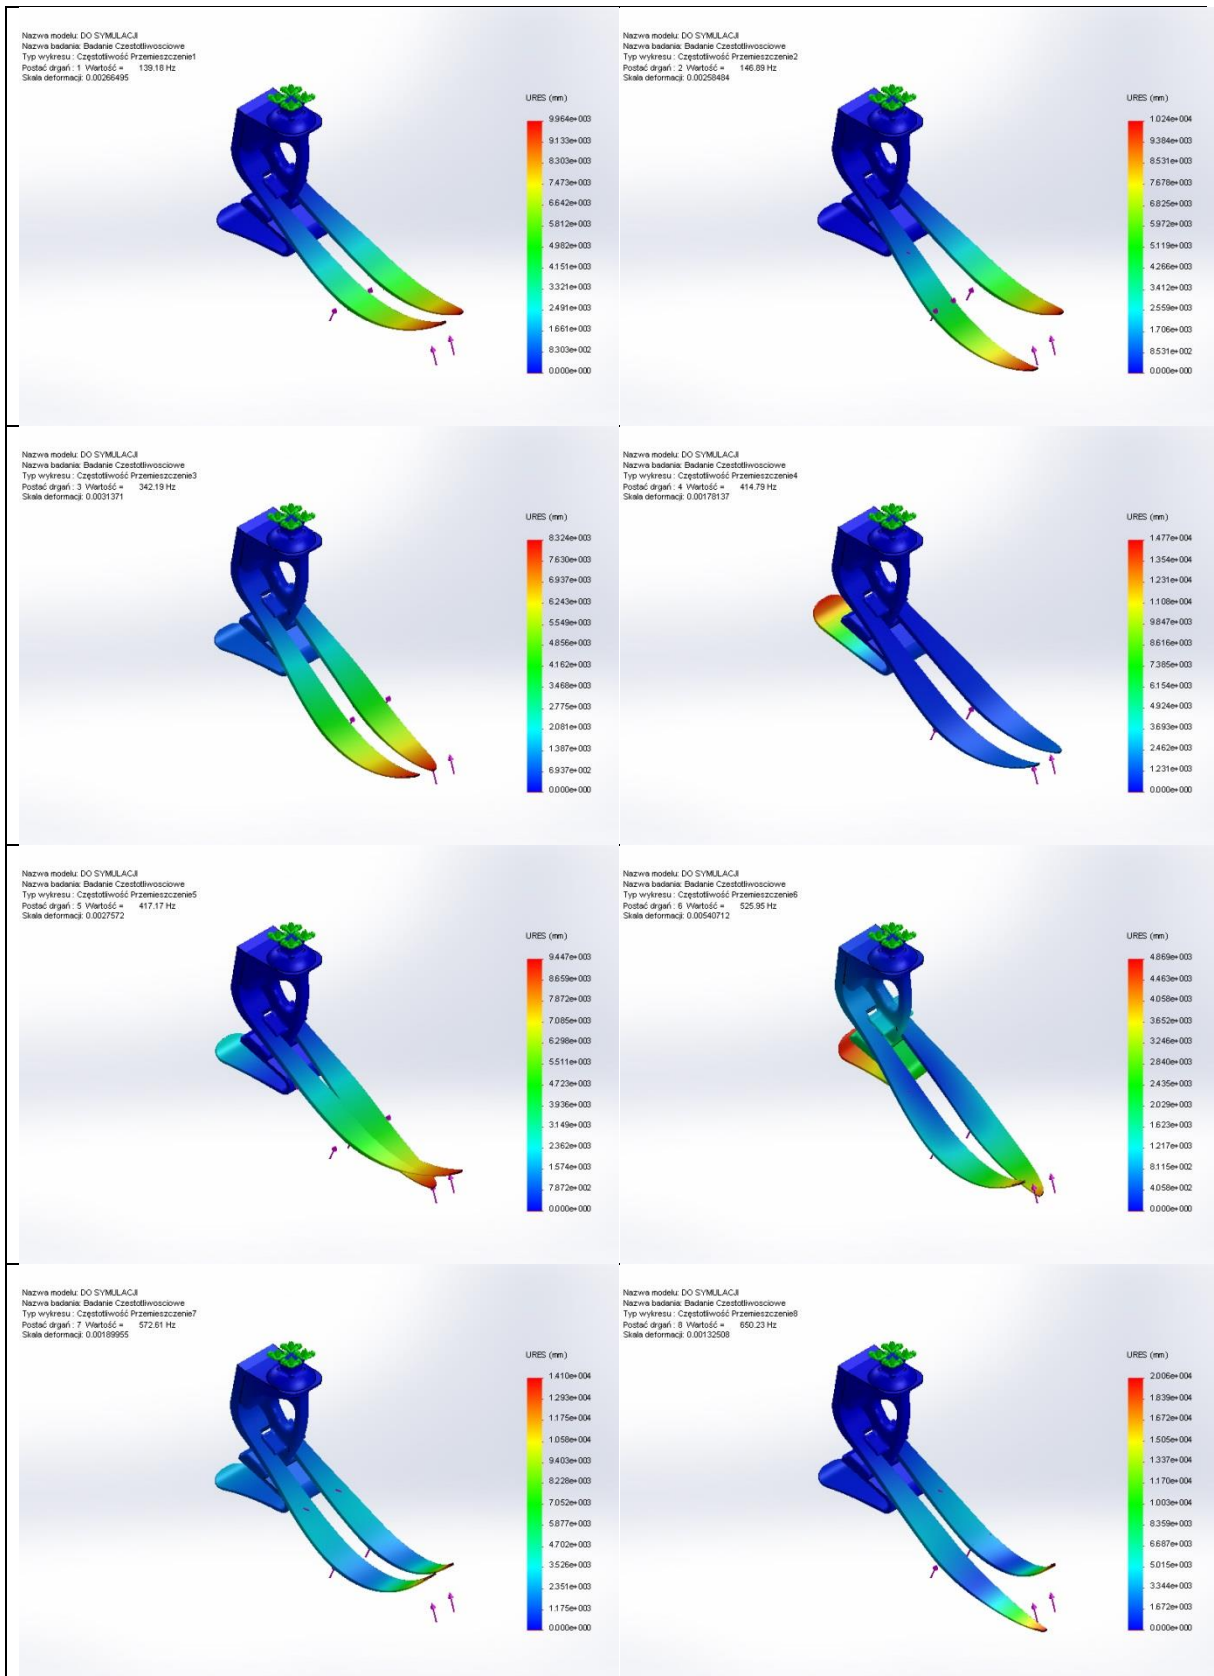 Nazwa modelu: DO SYMULACJI
Nazwa badania: Badanie Czestotliwosciowe
Typ wykresu : Częstotliwość Przemieszczenie1
Postać drgań : 1 Wartość = 139.18 Hz
Skala deformacji: 0.00266495
URES (mm)
9.964e+003
9.133e+003
8.303e+003
7.473e+003
6.642e+003
5.812e+003
4.982e+003
4.151e+003
3.321e+003
2.491e+003
1.661e+003
8.303e+002
0.000e+000
Nazwa modelu: DO SYMULACJI
Nazwa badania: Badanie Czestotliwosciowe
Typ wykresu : Częstotliwość Przemieszczenie2
Postać drgań : 2 Wartość = 146.89 Hz
Skala deformacji: 0.00258484
URES (mm)
1.024e+004
9.384e+003
8.531e+003
7.678e+003
6.825e+003
5.972e+003
5.119e+003
4.266e+003
3.412e+003
2.559e+003
1.706e+003
8.531e+002
0.000e+000
Nazwa modelu: DO SYMULACJI
Nazwa badania: Badanie Czestotliwosciowe
Typ wykresu : Częstotliwość Przemieszczenie3
Postać drgań : 3 Wartość = 342.19 Hz
Skala deformacji: 0.0031371
URES (mm)
8.324e+003
7.630e+003
6.937e+003
6.243e+003
5.549e+003
4.856e+003
4.162e+003
3.468e+003
2.775e+003
2.081e+003
1.387e+003
6.937e+002
0.000e+000
Nazwa modelu: DO SYMULACJI
Nazwa badania: Badanie Czestotliwosciowe
Typ wykresu : Częstotliwość Przemieszczenie4
Postać drgań : 4 Wartość = 414.79 Hz
Skala deformacji: 0.00178137
URES (mm)
1.477e+004
1.354e+004
1.231e+004
1.108e+004
9.847e+003
8.616e+003
7.385e+003
6.154e+003
4.924e+003
3.693e+003
2.462e+003
1.231e+003
0.000e+000
Nazwa modelu: DO SYMULACJI
Nazwa badania: Badanie Czestotliwosciowe
Typ wykresu : Częstotliwość Przemieszczenie5
Postać drgań : 5 Wartość = 417.17 Hz
Skala deformacji: 0.0027572
URES (mm)
9.447e+003
8.659e+003
7.872e+003
7.085e+003
6.298e+003
5.511e+003
4.723e+003
3.936e+003
3.149e+003
2.362e+003
1.574e+003
7.872e+002
0.000e+000
Nazwa modelu: DO SYMULACJI
Nazwa badania: Badanie Czestotliwosciowe
Typ wykresu : Częstotliwość Przemieszczenie6
Postać drgań : 6 Wartość = 525.95 Hz
Skala deformacji: 0.00540712
URES (mm)
4.869e+003
4.463e+003
4.058e+003
3.652e+003
3.246e+003
2.840e+003
2.435e+003
2.029e+003
1.623e+003
1.217e+003
8.115e+002
4.058e+002
0.000e+000
Nazwa modelu: DO SYMULACJI
Nazwa badania: Badanie Czestotliwosciowe
Typ wykresu : Częstotliwość Przemieszczenie7
Postać drgań : 7 Wartość = 572.61 Hz
Skala deformacji: 0.00189955
URES (mm)
1.410e+004
1.293e+004
1.175e+004
1.058e+004
9.403e+003
8.228e+003
7.052e+003
5.877e+003
4.702e+003
3.526e+003
2.351e+003
1.175e+003
0.000e+000
Nazwa modelu: DO SYMULACJI
Nazwa badania: Badanie Czestotliwosciowe
Typ wykresu : Częstotliwość Przemieszczenie8
Postać drgań : 8 Wartość = 650.23 Hz
Skala deformacji: 0.00132508
URES (mm)
2.006e+004
1.839e+004
1.672e+004
1.505e+004
1.337e+004
1.170e+004
1.003e+004
8.359e+003
6.687e+003
5.015e+003
3.344e+003
1.672e+003
0.000e+000